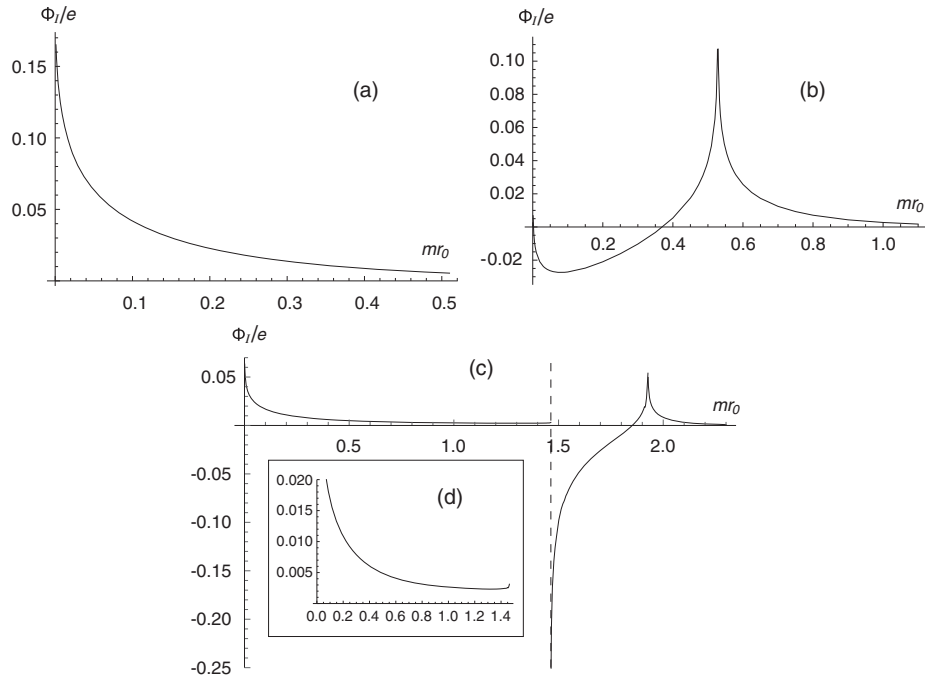 Φ_I/e
(a)
0.15
0.10
0.05
mr_0
0.1 0.2 0.3 0.4 0.5
Φ_I/e
(b)
0.10
0.08
0.06
0.04
0.02
-0.02
mr_0
0.2 0.4 0.6 0.8 1.0
Φ_I/e
(c)
0.05
-0.05
-0.10
-0.15
-0.20
-0.25
mr_0
0.5 1.0 1.5 2.0
(d)
0.020
0.015
0.010
0.005
0.0 0.2 0.4 0.6 0.8 1.0 1.2 1.4